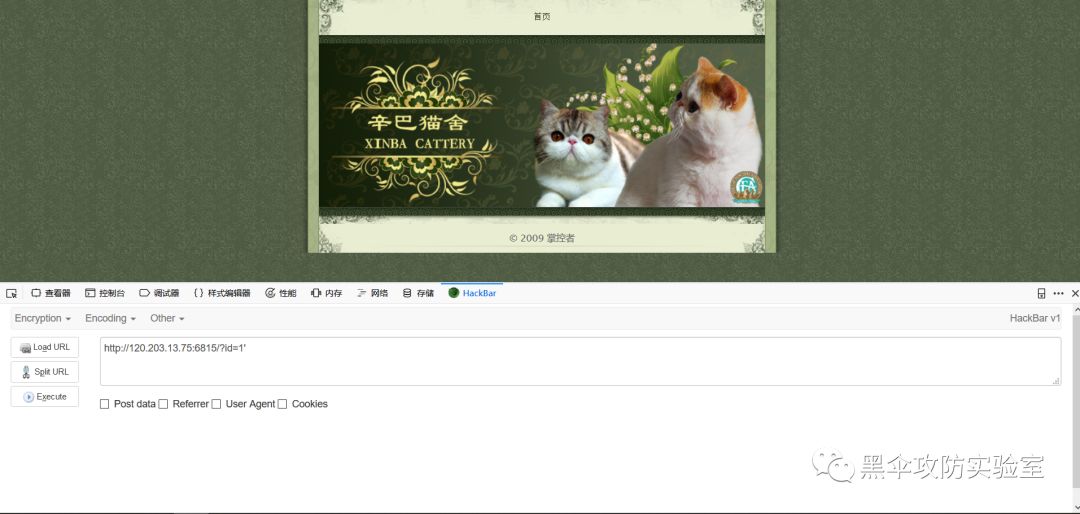 首页
辛巴猫舍
XINBA CATTERY
© 2009 掌控者
查看器 控制台 调试器 样式编辑器 性能 内存 网络 存储 HackBar
Encryption Encoding Other HackBar v1
Load URL
http://120.203.13.75:6815/?id=1'
Split URL
Execute
Post data Referrer User Agent Cookies
黑伞攻防实验室